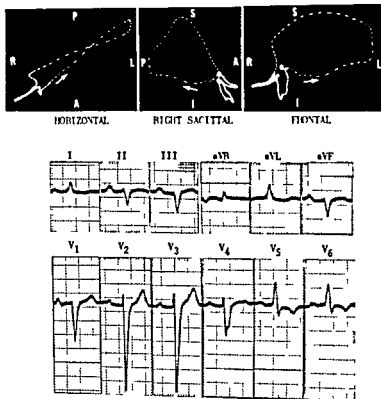 P S S
R L P A R L
A I I
HORIZONTAL RIGHT SAGITTAL FRONTAL
I II III aVR aVL aVF
V1 V2 V3 V4 V5 V6